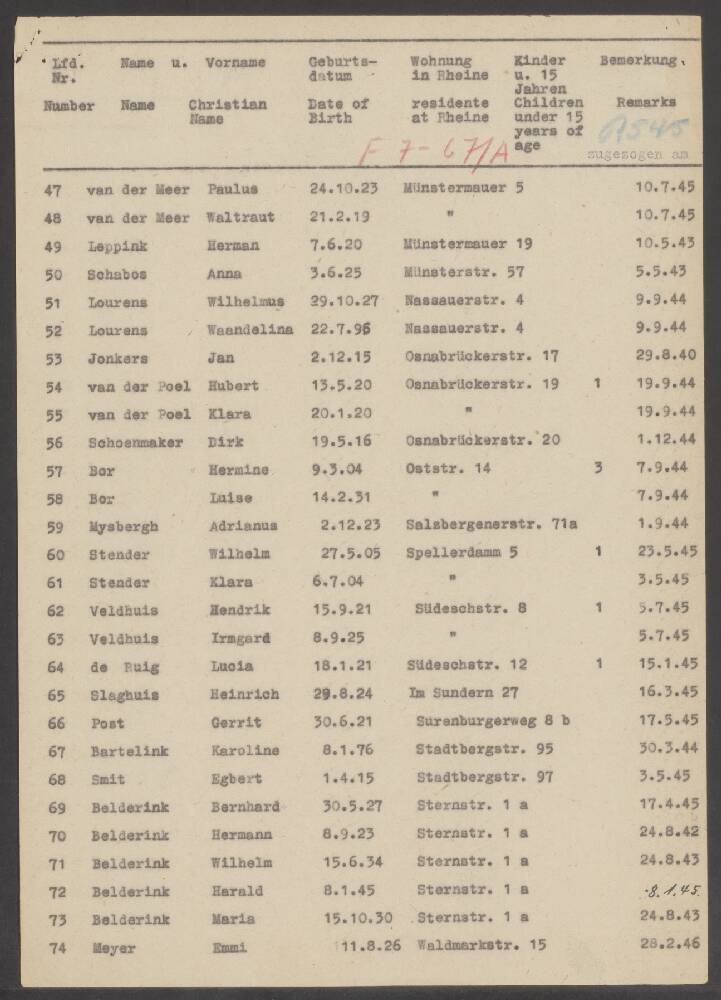 Lfd. Name u. Vorname Geburts- Wohnung Kinder Bemerkung.
Nr. datum in Rheine u. 15
Jahren
Number Name Christian Date of residente Children Remarks
Name Birth at Rheine under 15
years of
F 7-67/A age zugezogen am
47 van der Meer Paulus 24.10.23 Münstermauer 5 10.7.45
48 van der Meer Waltraut 21.2.19 " 10.7.45
49 Leppink Herman 7.6.20 Münstermauer 19 10.5.43
50 Schabos Anna 3.6.25 Münsterstr. 57 5.5.43
51 Lourens Wilhelmus 29.10.27 Nassauerstr. 4 9.9.44
52 Lourens Waandelina 22.7.96 Nassauerstr. 4 9.9.44
53 Jonkers Jan 2.12.15 Osnabrückerstr. 17 29.8.40
54 van der Poel Hubert 13.5.20 Osnabrückerstr. 19 1 19.9.44
55 van der Poel Klara 20.1.20 " 19.9.44
56 Schoenmaker Dirk 19.5.16 Osnabrückerstr. 20 1.12.44
57 Bor Hermine 9.3.04 Oststr. 14 3 7.9.44
58 Bor Luise 14.2.31 " 7.9.44
59 Mysbergh Adrianus 2.12.23 Salzbergenerstr. 71a 1.9.44
60 Stender Wilhelm 27.5.05 Spellerdamm 5 1 23.5.45
61 Stender Klara 6.7.04 " 3.5.45
62 Veldhuis Hendrik 15.9.21 Südeschstr. 8 1 5.7.45
63 Veldhuis Irmgard 8.9.25 " 5.7.45
64 de Ruig Lucia 18.1.21 Südeschstr. 12 1 15.1.45
65 Slaghuis Heinrich 29.8.24 Im Sundern 27 16.3.45
66 Post Gerrit 30.6.21 Surenburgerweg 8 b 17.5.45
67 Bartelink Karoline 8.1.76 Stadtbergstr. 95 30.3.44
68 Smit Egbert 1.4.15 Stadtbergstr. 97 3.5.45
69 Belderink Bernhard 30.5.27 Sternstr. 1 a 17.4.45
70 Belderink Hermann 8.9.23 Sternstr. 1 a 24.8.42
71 Belderink Wilhelm 15.6.34 Sternstr. 1 a 24.8.43
72 Belderink Harald 8.1.45 Sternstr. 1 a 8.1.45
73 Belderink Maria 15.10.30 Sternstr. 1 a 24.8.43
74 Meyer Emmi 11.8.26 Waldmarkstr. 15 28.2.46